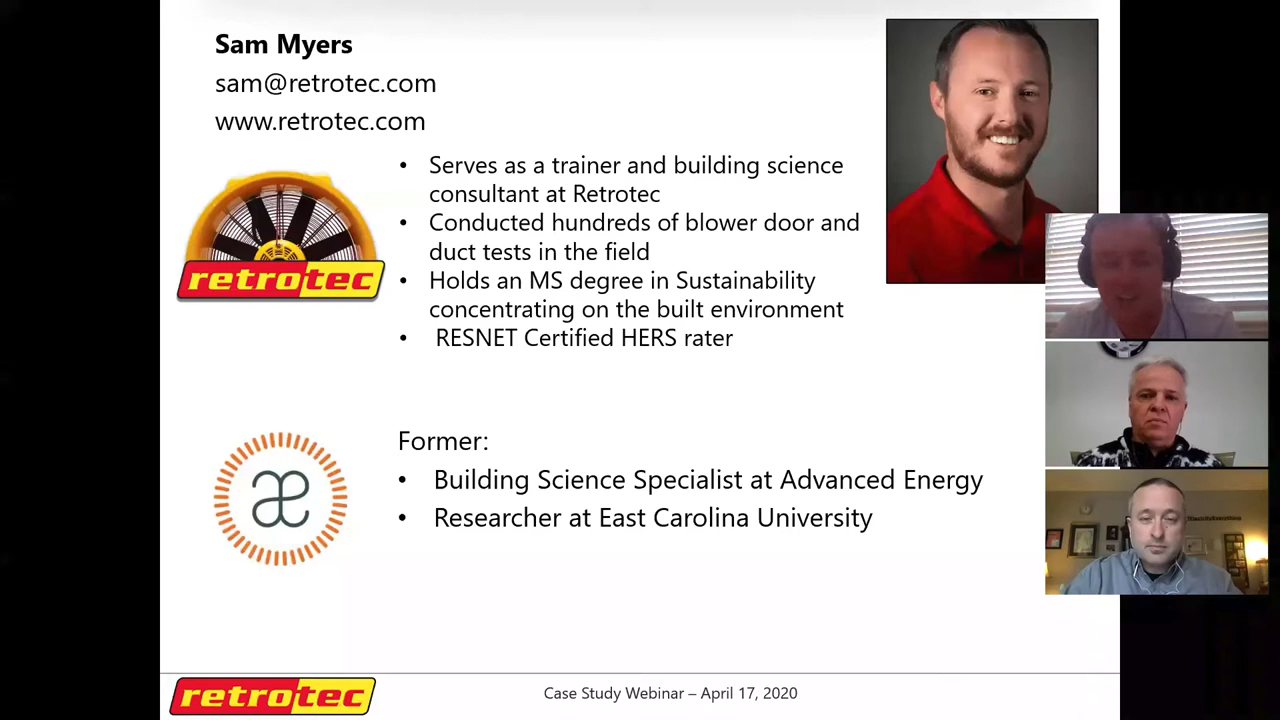 Sam Myers
sam@retrotec.com
www.retrotec.com
• Serves as a trainer and building science
consultant at Retrotec
• Conducted hundreds of blower door and
duct tests in the field
• Holds an MS degree in Sustainability
concentrating on the built environment
• RESNET Certified HERS rater
retrotec
æ
Former:
• Building Science Specialist at Advanced Energy
• Researcher at East Carolina University
retrotec
Case Study Webinar – April 17, 2020